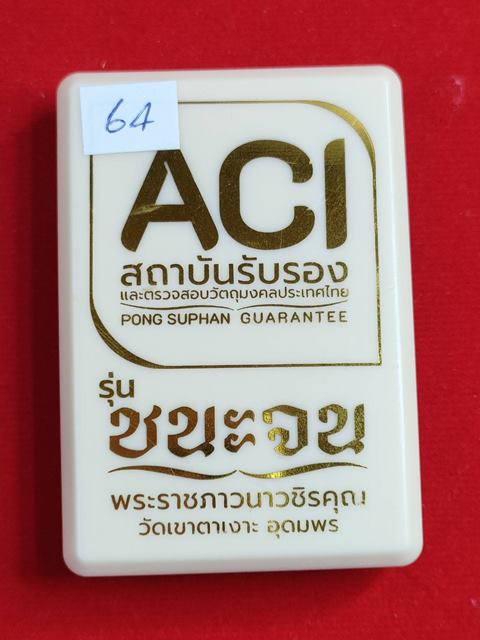 64
ACI
สถาบันรับรอง
และตรวจสอบวัตถุมงคลประเทศไทย
PONG SUPHAN GUARANTEE
รุ่น
ชนะจน
พระราชภาวนาวชิรคุณ
วัดเขาตาเงาะ อุดมพร